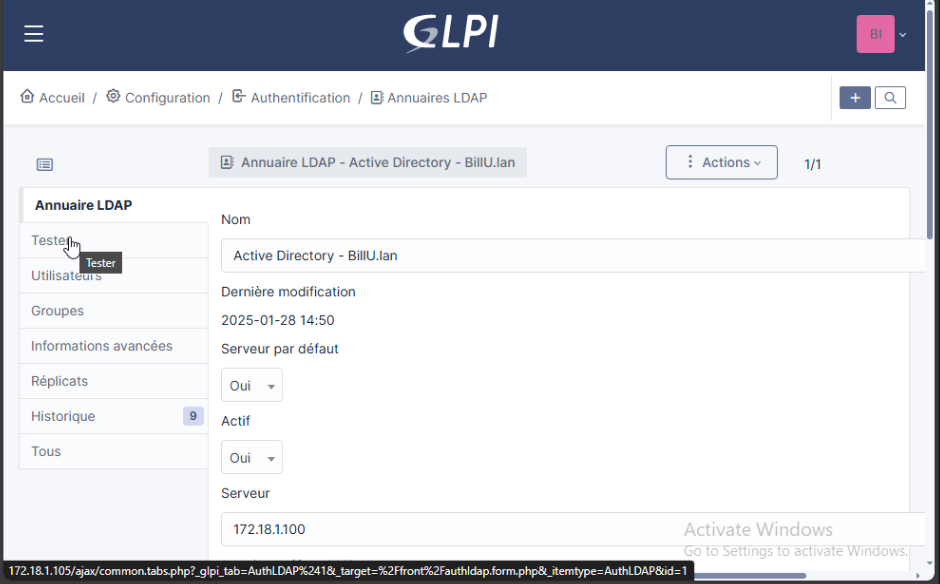 GLPI
BI
Accueil / Configuration / Authentification / Annuaires LDAP
Annuaire LDAP - Active Directory - BillU.lan
Actions
1/1
Annuaire LDAP
Tester
Tester
Utilisateurs
Groupes
Informations avancées
Réplicats
Historique 9
Tous
Nom
Active Directory - BillU.lan
Dernière modification
2025-01-28 14:50
Serveur par défaut
Oui
Actif
Oui
Serveur
172.18.1.100
Activate Windows
Go to Settings to activate Windows.
172.18.1.105/ajax/common.tabs.php?_glpi_tab=AuthLDAP%241&_target=%2Ffront%2Fauthldap.form.php&_itemtype=AuthLDAP&id=1